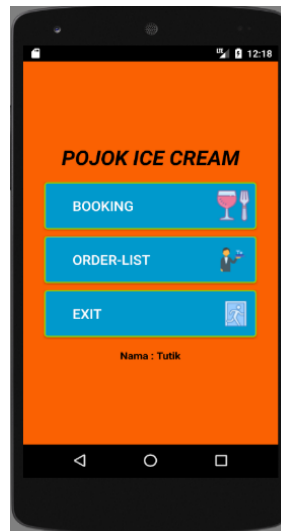 12:18
POJOK ICE CREAM
BOOKING
ORDER-LIST
EXIT
Nama : Tutik